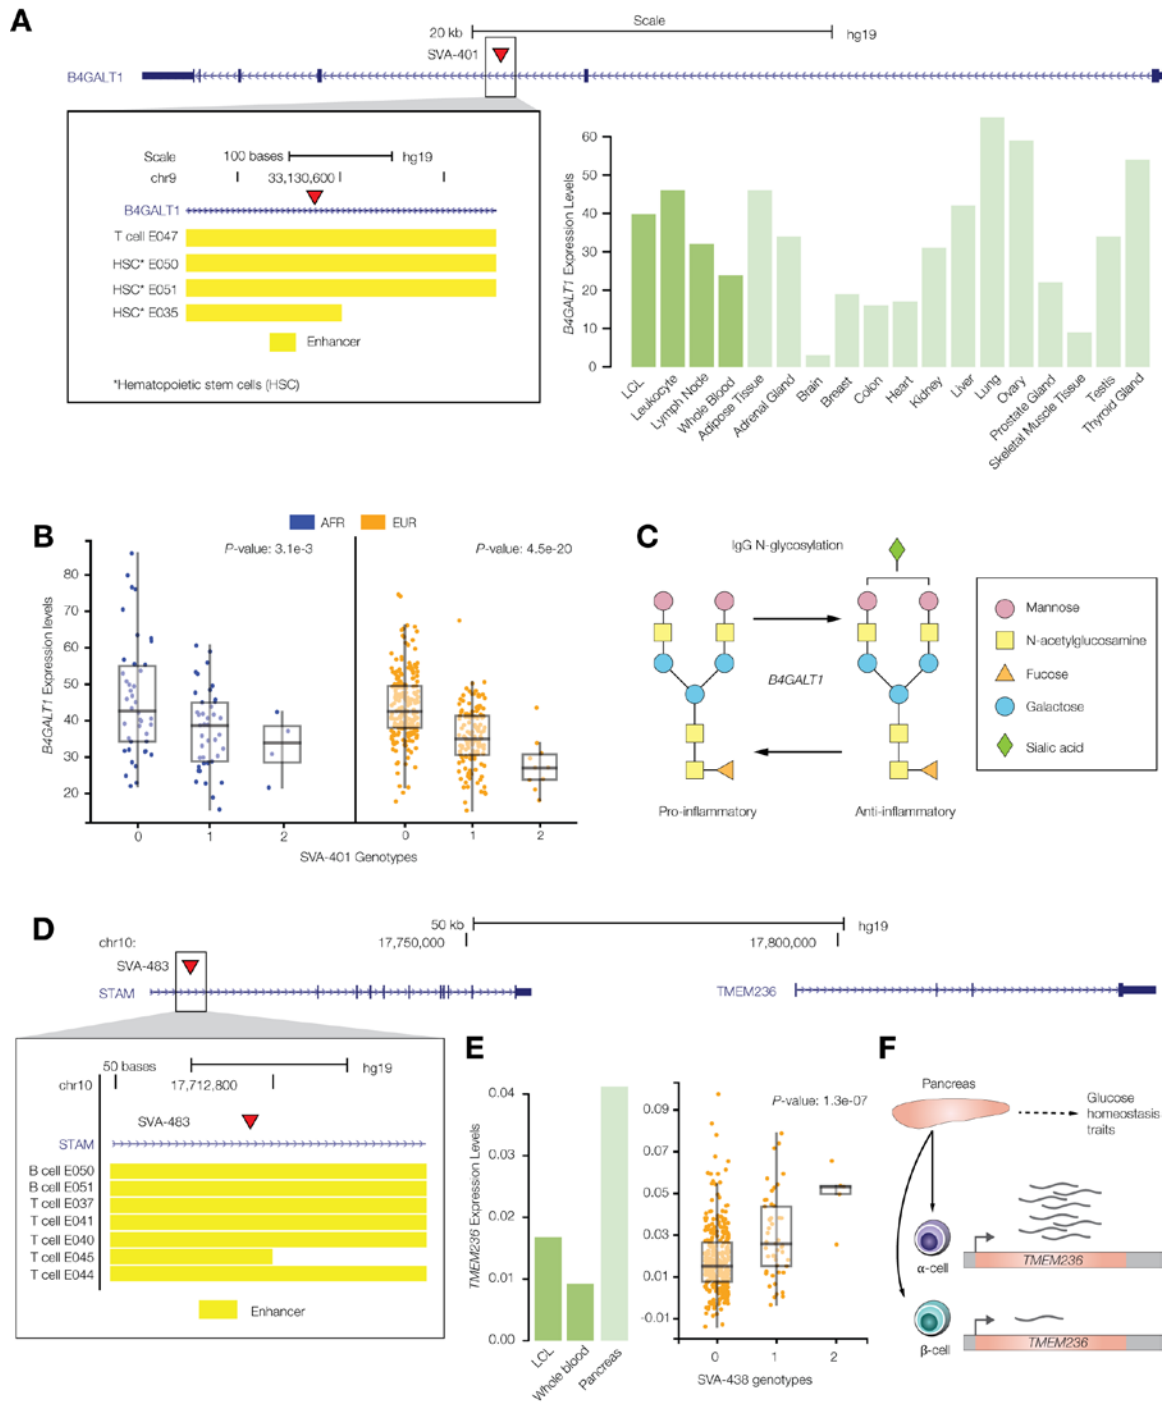 A
Scale
20 kb
hg19
SVA-401
B4GALT1
Scale
100 bases
hg19
chr9
33,130,600
B4GALT1
T cell E047
HSC* E050
HSC* E051
HSC* E035
Enhancer
*Hematopoietic stem cells (HSC)
B4GALT1 Expression Levels
60
50
40
30
20
10
0
LCL
Leukocyte
Lymph Node
Whole Blood
Adipose Tissue
Adrenal Gland
Brain
Breast
Colon
Heart
Kidney
Liver
Lung
Ovary
Prostate Gland
Skeletal Muscle Tissue
Testis
Thyroid Gland
B
AFR
EUR
P-value: 3.1e-3
P-value: 4.5e-20
B4GALT1 Expression levels
80
70
60
50
40
30
20
0
1
2
0
1
2
SVA-401 Genotypes
C
IgG N-glycosylation
B4GALT1
Pro-inflammatory
Anti-inflammatory
Mannose
N-acetylglucosamine
Fucose
Galactose
Sialic acid
D
50 kb
hg19
chr10:
17,750,000
17,800,000
SVA-483
STAM
TMEM236
50 bases
hg19
chr10
17,712,800
SVA-483
STAM
B cell E050
B cell E051
T cell E037
T cell E041
T cell E040
T cell E045
T cell E044
Enhancer
E
TMEM236 Expression Levels
0.04
0.03
0.02
0.01
0.00
LCL
Whole blood
Pancreas
P-value: 1.3e-07
0.09
0.07
0.05
0.03
0.01
-0.01
0
1
2
SVA-438 genotypes
F
Pancreas
Glucose
homeostasis
traits
α-cell
TMEM236
β-cell
TMEM236